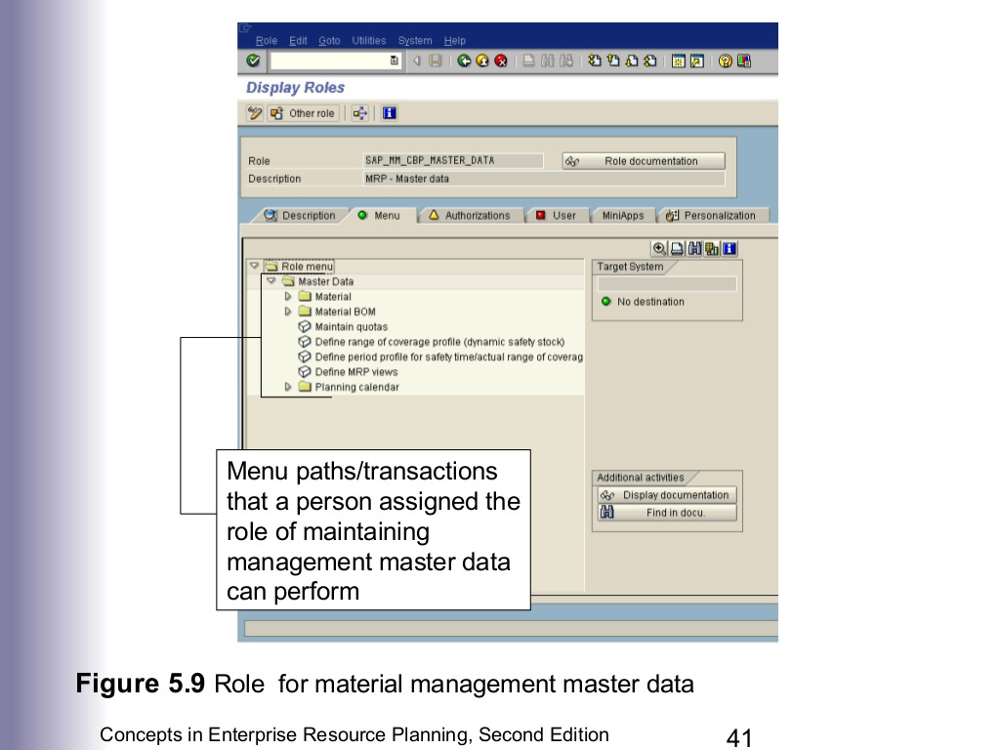 Role Edit Goto Utilities System Help
Display Roles
Other role
Role SAP_MM_CBP_MASTER_DATA Role documentation
Description MRP - Master data
Description Menu Authorizations User MiniApps Personalization
Role menu
Target System
Master Data
Material
No destination
Material BOM
Maintain quotas
Define range of coverage profile (dynamic safety stock)
Define period profile for safety time/actual range of coverag
Define MRP views
Planning calendar
Menu paths/transactions
that a person assigned the
role of maintaining
management master data
can perform
Additional activities
Display documentation
Find in docu.
Figure 5.9 Role for material management master data
Concepts in Enterprise Resource Planning, Second Edition 41